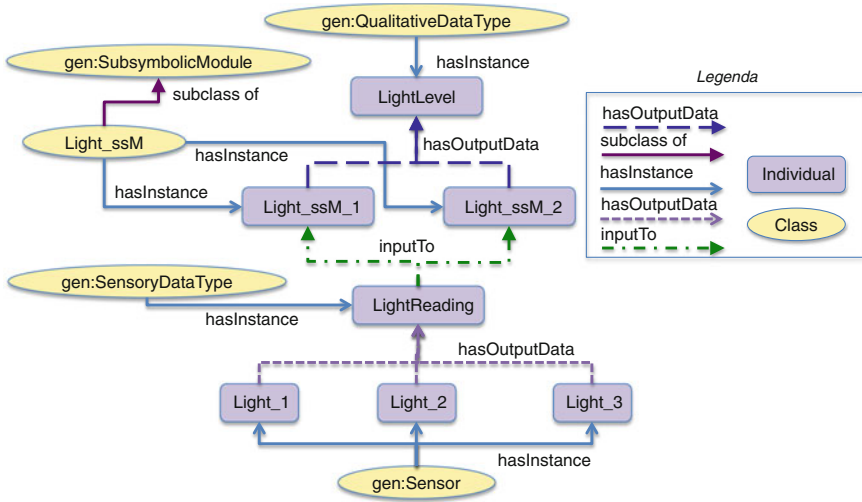 gen:QualitativeDataType
gen:SubsymbolicModule
hasInstance
Legenda
subclass of
LightLevel
hasOutputData
Light_ssM
hasInstance
hasOutputData
subclass of
hasInstance
Individual
hasInstance
Light_ssM_1
Light_ssM_2
hasOutputData
Class
inputTo
inputTo
gen:SensoryDataType
LightReading
hasInstance
hasOutputData
Light_1
Light_2
Light_3
hasInstance
gen:Sensor